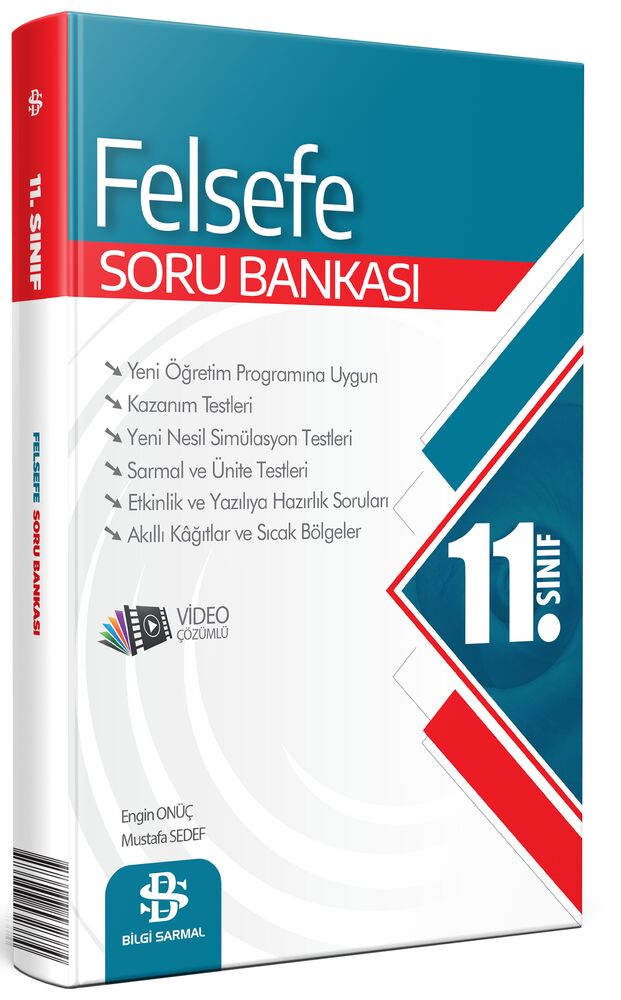 Felsefe
SORU BANKASI
Yeni Öğretim Programına Uygun
Kazanım Testleri
Yeni Nesil Simülasyon Testleri
Sarmal ve Ünite Testleri
Etkinlik ve Yazılıya Hazırlık Soruları
Akıllı Kâğıtlar ve Sıcak Bölgeler
11.
SINIF
VİDEO
ÇÖZÜMLÜ
Engin ONÜÇ
Mustafa SEDEF
BS
BİLGİ SARMAL
BS
11. SINIF
FELSEFE SORU BANKASI